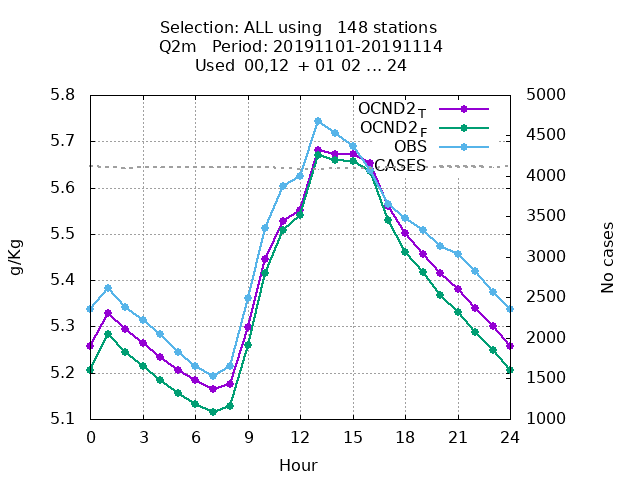 Selection: ALL using 148 stations
Q2m Period: 20191101-20191114
Used 00,12 + 01 02 ... 24
5.8
5.7
5.6
5.5
5.4
5.3
5.2
5.1
g/Kg
OCND2T
OCND2F
OBS
CASES
5000
4500
4000
3500
3000
2500
2000
1500
1000
No cases
0 3 6 9 12 15 18 21 24
Hour